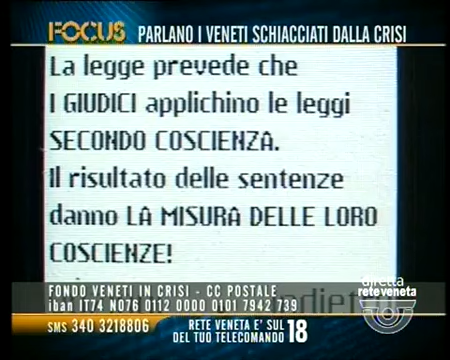 FOCUS PARLANO I VENETI SCHIACCIATI DALLA CRISI
La legge prevede che
I GIUDICI applichino le leggi
SECONDO COSCIENZA.
Il risultato delle sentenze
danno LA MISURA DELLE LORO
COSCIENZE!
FONDO VENETI IN CRISI - CC POSTALE
iban IT74 N076 0112 0000 0101 7942 739
diretta
reteveneta
SMS 340 3218806
RETE VENETA E' SUL
DEL TUO TELECOMANDO 18